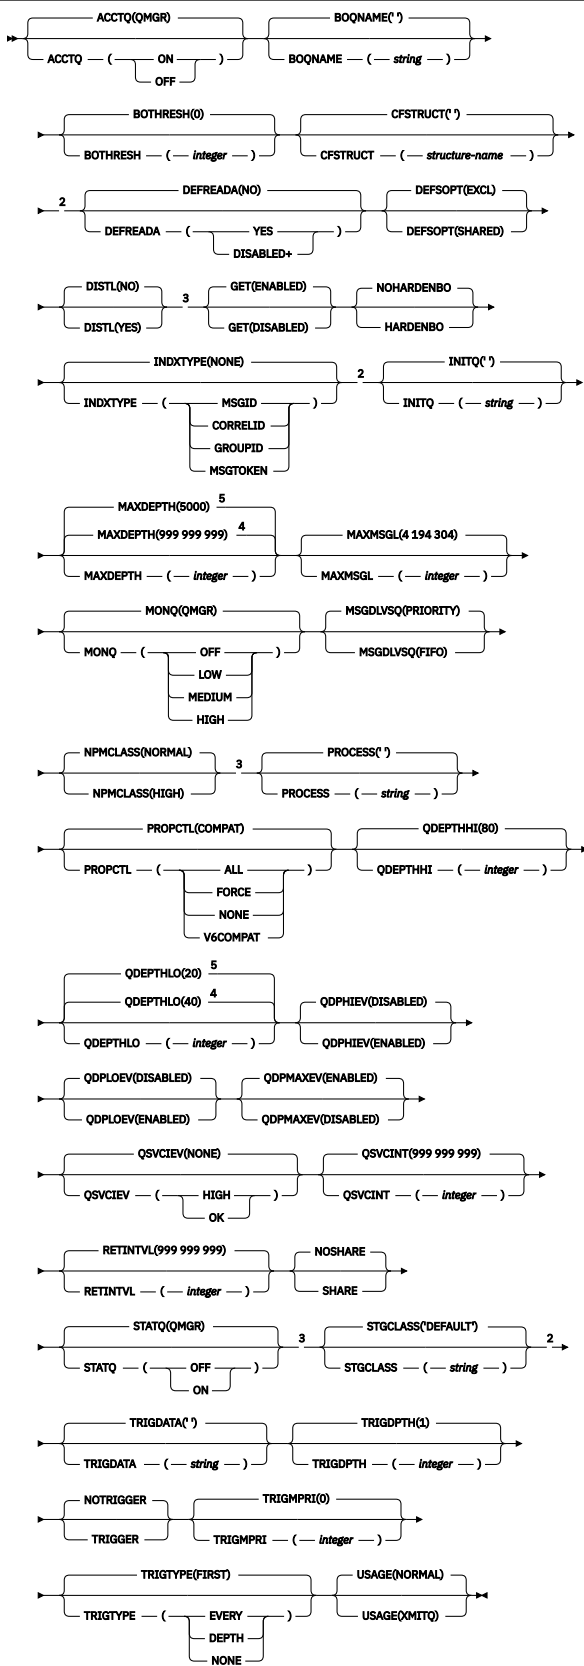 ACCTQ(QMGR) BOQNAME(' ')
ACCTQ ( ON ) BOQNAME ( string )
OFF
BOTHRESH(0) CFSTRUCT(' ')
BOTHRESH ( integer ) CFSTRUCT ( structure-name )
2 DEFREADA(NO) DEFSOPT(EXCL)
DEFREADA ( YES ) DEFSOPT(SHARED)
DISABLED+
DISTL(NO) 3 GET(ENABLED) NOHARDENBO
DISTL(YES) GET(DISABLED) HARDENBO
INDXTYPE(NONE) 2 INITQ(' ')
INDXTYPE ( MSGID ) INITQ ( string )
CORRELID
GROUPID
MSGTOKEN
MAXDEPTH(5000) 5
MAXDEPTH(999 999 999) 4 MAXMSGL(4 194 304)
MAXDEPTH ( integer ) MAXMSGL ( integer )
MONQ(QMGR) MSGDLVSQ(PRIORITY)
MONQ ( OFF ) MSGDLVSQ(FIFO)
LOW
MEDIUM
HIGH
NPMCLASS(NORMAL) 3 PROCESS(' ')
NPMCLASS(HIGH) PROCESS ( string )
PROPCTL(COMPAT) QDEPTHHI(80)
PROPCTL ( ALL ) QDEPTHHI ( integer )
FORCE
NONE
V6COMPAT
QDEPTHLO(20) 5
QDEPTHLO(40) 4 QDPHIEV(DISABLED)
QDEPTHLO ( integer ) QDPHIEV(ENABLED)
QDPLOEV(DISABLED) QDPMAXEV(ENABLED)
QDPLOEV(ENABLED) QDPMAXEV(DISABLED)
QSVCIEV(NONE) QSVCINT(999 999 999)
QSVCIEV ( HIGH ) QSVCINT ( integer )
OK
RETINTVL(999 999 999) NOSHARE
RETINTVL ( integer ) SHARE
STATQ(QMGR) 3 STGCLASS('DEFAULT') 2
STATQ ( OFF ) STGCLASS ( string )
ON
TRIGDATA(' ') TRIGDPTH(1)
TRIGDATA ( string ) TRIGDPTH ( integer )
NOTRIGGER TRIGMPRI(0)
TRIGGER TRIGMPRI ( integer )
TRIGTYPE(FIRST) USAGE(NORMAL)
TRIGTYPE ( EVERY ) USAGE(XMITQ)
DEPTH
NONE